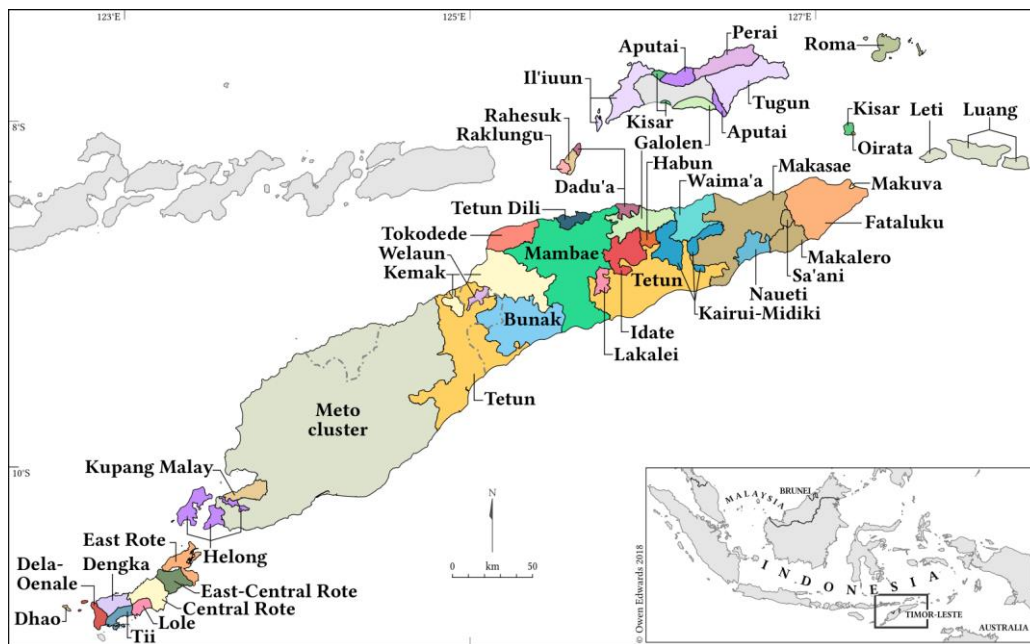 123°E
125°E
127°E
8°S
10°S
Perai
Aputai
Roma
Il'iuun
Tugun
Rahesuk
Raklungu
Kisar
Galolen
Aputai
Kisar
Oirata
Leti
Luang
Habun
Dadu'a
Waima'a
Makasae
Makuva
Tetun Dili
Tokodede
Fataluku
Welaun
Kemak
Mambae
Makalero
Sa'ani
Tetun
Naueti
Kairui-Midiki
Bunak
Idate
Lakalei
Tetun
Meto
cluster
Kupang Malay
Helong
East Rote
Dela-
Oenale
Dengka
East-Central Rote
Central Rote
Dhao
Lole
Tii
N
0
km
50
© Owen Edwards 2018
MALAYSIA
BRUNEI
INDONESIA
TIMOR-LESTE
AUSTRALIA